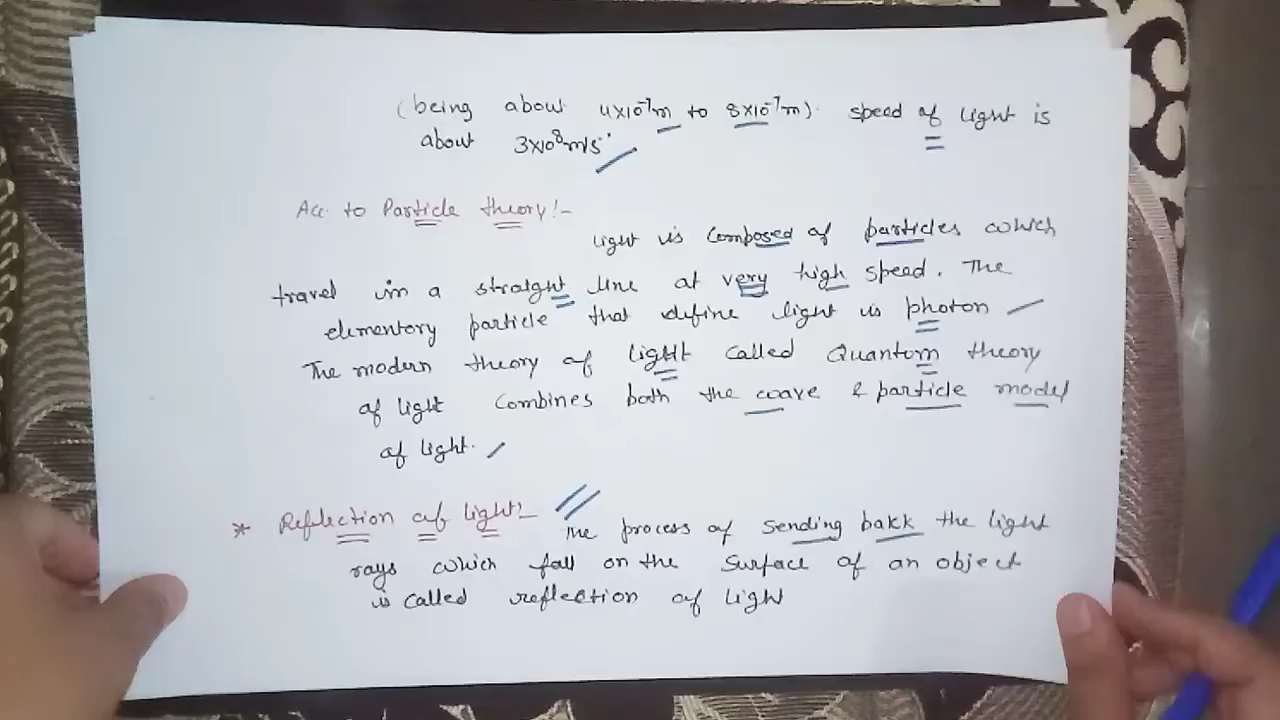 (being about 4x10⁻⁷m to 8x10⁻⁷m). speed of light is
about 3x10⁸m/s.
Acc. to Particle theory!-
light is composed of particles which
travel in a straight line at very high speed. The
elementory particle that define light is photon
The modern theory of light called Quantom theory
of light combines both the wave & particle model
of light.
* Reflection of light:-
The process of sending bakk the light
rays which fall on the surface of an object
is called reflection of light